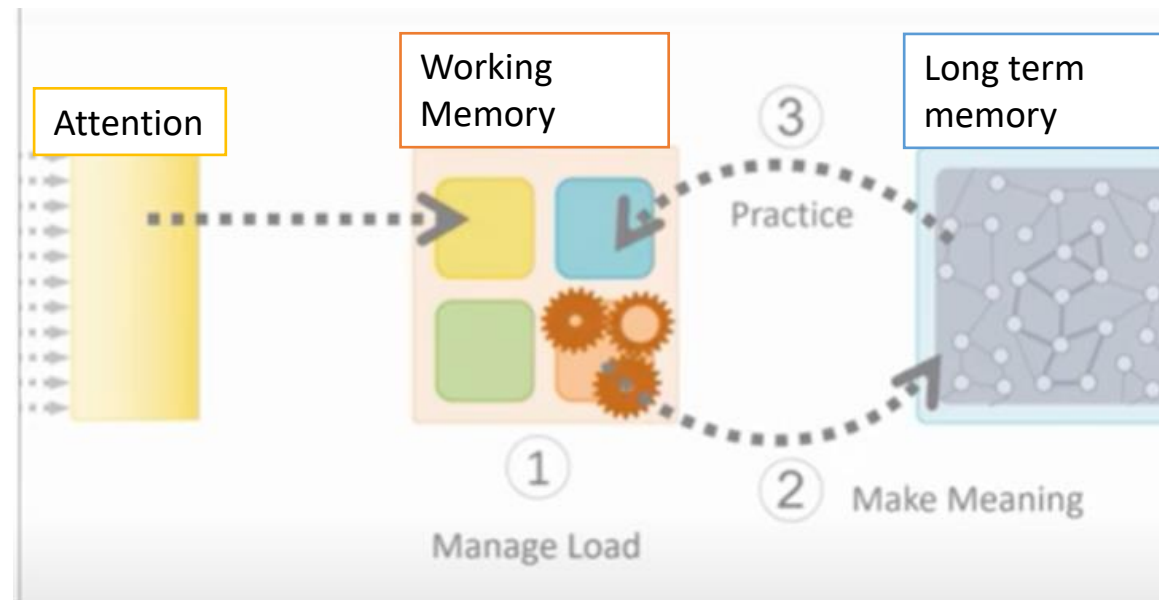 Attention
Working
Memory
Long term
memory
3
Practice
1
Manage Load
2
Make Meaning